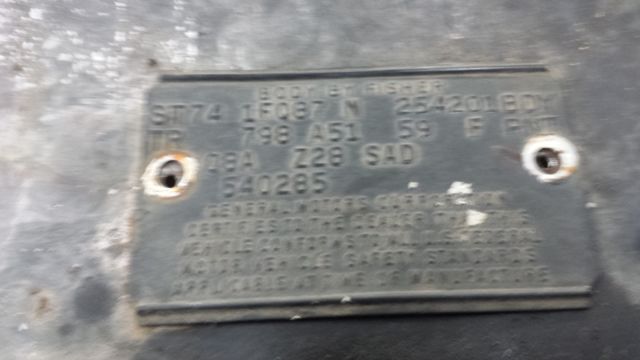 BODY BY FISHER
ST74 1FQ87 N 254201 BDY
TR 798 A51 59 F PNT
08A Z28 SAD
540285
GENERAL MOTORS CORPORATION
CERTIFIES TO THE DEALER THAT THIS
VEHICLE CONFORMS TO ALL U.S. FEDERAL
MOTOR VEHICLE SAFETY STANDARDS
APPLICABLE AT TIME OF MANUFACTURE